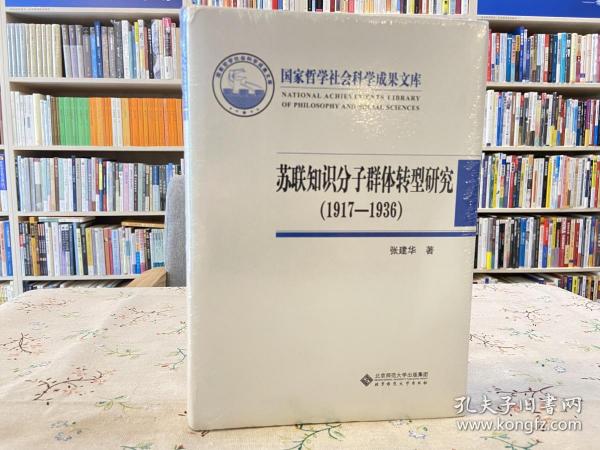 国家哲学社会科学成果文库
NATIONAL ACHIEVEMENTS LIBRARY
OF PHILOSOPHY AND SOCIAL SCIENCES
苏联知识分子群体转型研究
(1917—1936)
张建华 著
北京师范大学出版集团
北京师范大学出版社
孔夫子旧书网
www.kongfz.com